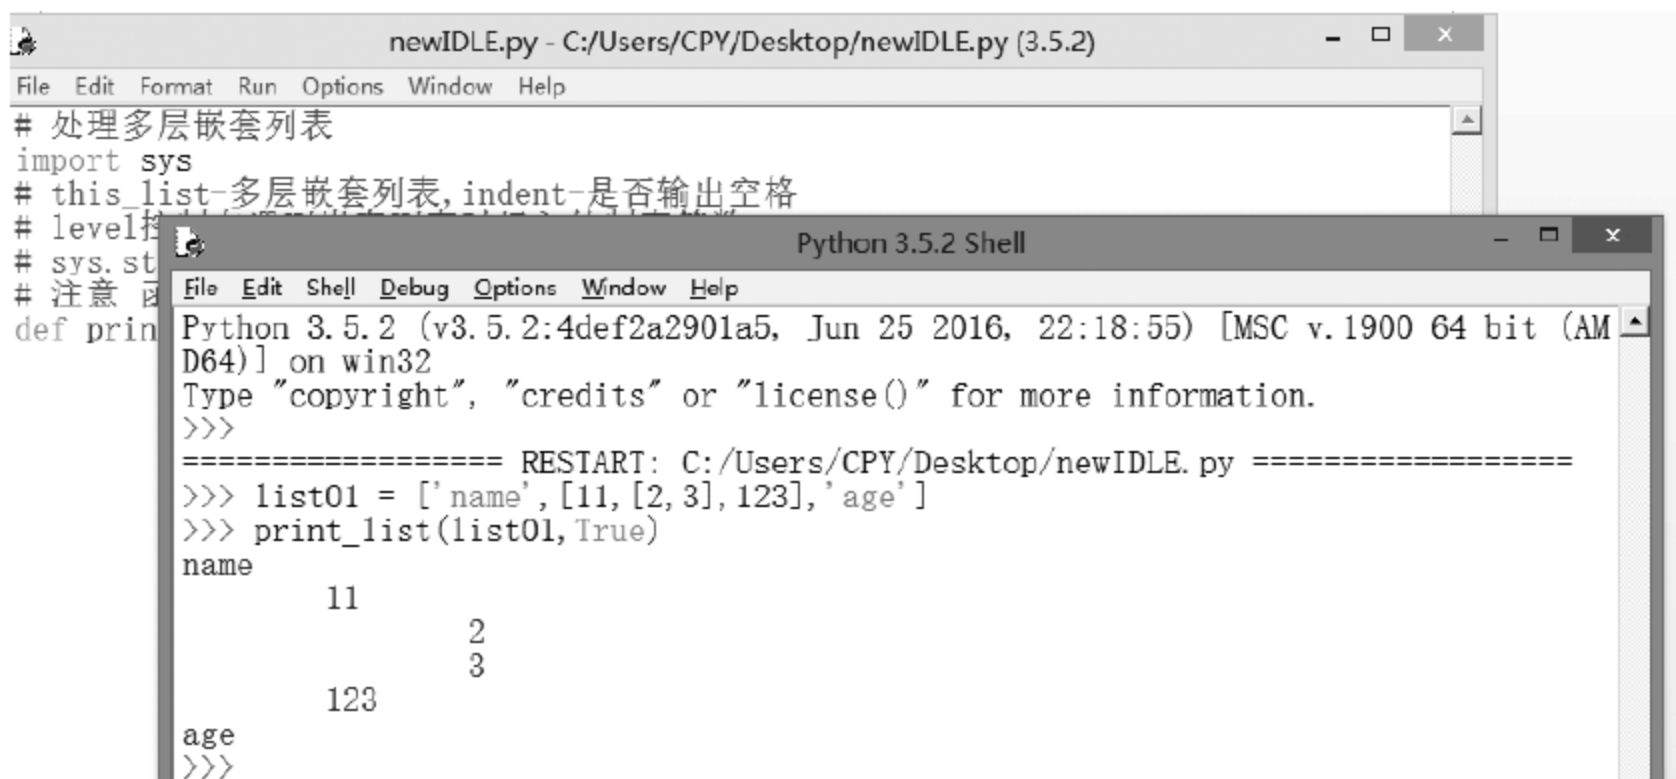 newIDLE.py - C:/Users/CPY/Desktop/newIDLE.py (3.5.2)
File Edit Format Run Options Window Help
# 处理多层嵌套列表
import sys
# this_list-多层嵌套列表,indent-是否输出空格
# level
# sys.st
# 注意
def prin
Python 3.5.2 Shell
File Edit Shell Debug Options Window Help
Python 3.5.2 (v3.5.2:4def2a2901a5, Jun 25 2016, 22:18:55) [MSC v.1900 64 bit (AM
D64)] on win32
Type "copyright", "credits" or "license()" for more information.
>>>
================== RESTART: C:/Users/CPY/Desktop/newIDLE.py ==================
>>> list01 = ['name',[11,[2,3],123],'age']
>>> print_list(list01,True)
name
11
2
3
123
age
>>>